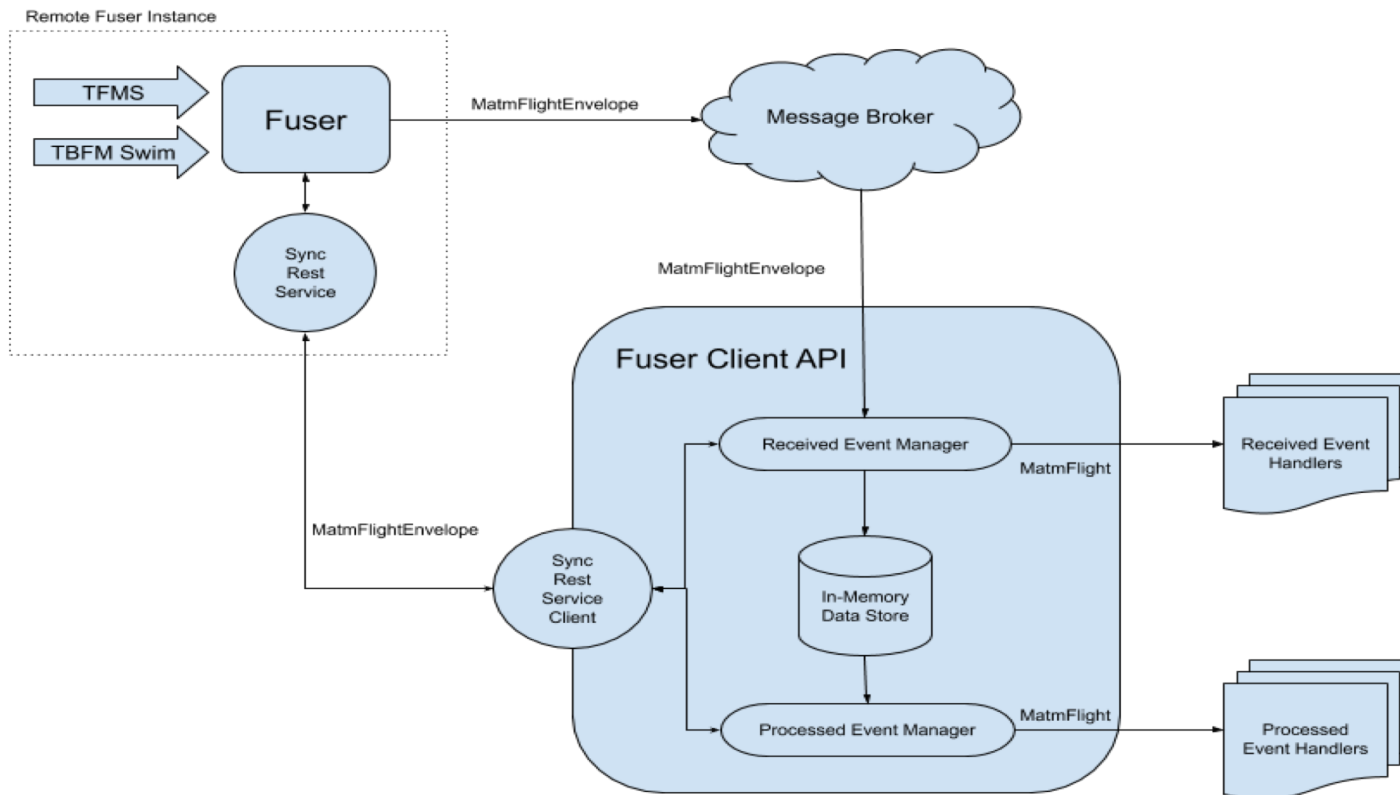 Remote Fuser Instance
TFMS
Fuser
TBFM Swim
MatmFlightEnvelope
Message Broker
Sync
Rest
Service
MatmFlightEnvelope
Fuser Client API
Received Event Manager
MatmFlight
Received Event
Handlers
MatmFlightEnvelope
Sync
Rest
Service
Client
In-Memory
Data Store
Processed Event Manager
MatmFlight
Processed
Event Handlers